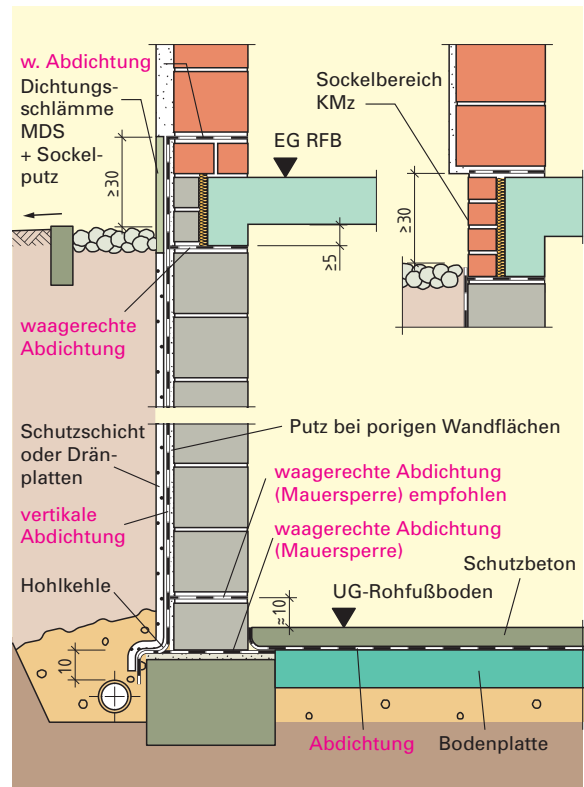 w. Abdichtung
Dichtungs-
schlämme
MDS
+ Sockel-
putz
≥30
EG RFB
≥5
Sockelbereich
KMz
≥30
waagerechte
Abdichtung
Schutzschicht
oder Drän-
platten
Putz bei porigen Wandflächen
vertikale
Abdichtung
waagerechte Abdichtung
(Mauersperre) empfohlen
waagerechte Abdichtung
(Mauersperre)
Schutzbeton
Hohlkehle
≈10
UG-Rohfußboden
10
Abdichtung
Bodenplatte